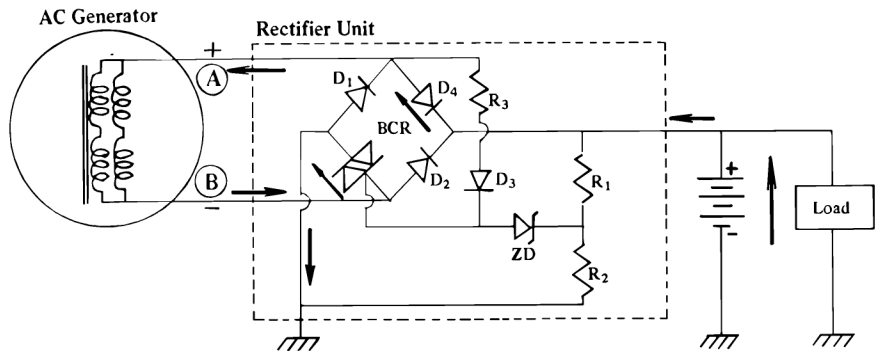 AC Generator
Rectifier Unit
+
A
D1
D4
R3
BCR
B
−
D2
D3
R1
+
Load
−
ZD
R2